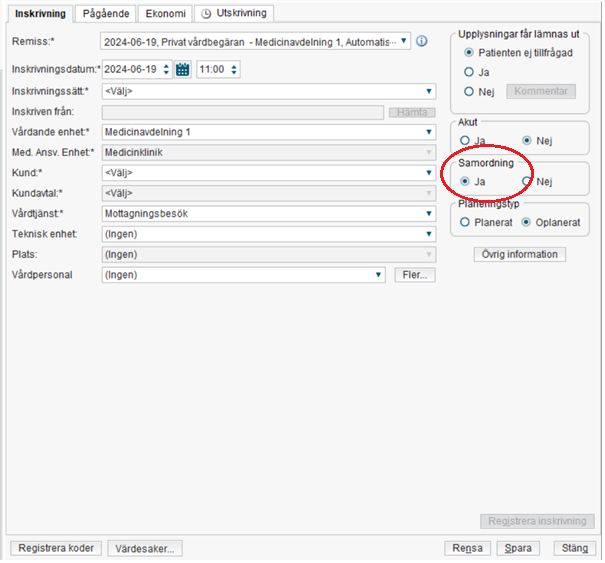 Inskrivning Pågående Ekonomi Utskrivning
Remiss:* 2024-06-19, Privat vårdbegäran - Medicinavdelning 1, Automatis···
Inskrivningsdatum:* 2024-06-19 11:00
Inskrivningssätt:* <Välj>
Inskriven från: Hämta
Vårdande enhet:* Medicinavdelning 1
Med. Ansv. Enhet:* Medicinklinik
Kund:* <Välj>
Kundavtal:* <Välj>
Vårdtjänst:* Mottagningsbesök
Teknisk enhet: (Ingen)
Plats: (Ingen)
Vårdpersonal (Ingen) Fler...
Upplysningar får lämnas ut
Patienten ej tillfrågad
Ja
Nej Kommentar
Akut
Ja Nej
Samordning
Ja Nej
Planeringstyp
Planerat Oplanerat
Övrig information
Registrera inskrivning
Registrera koder Värdesaker... Rensa Spara Stäng